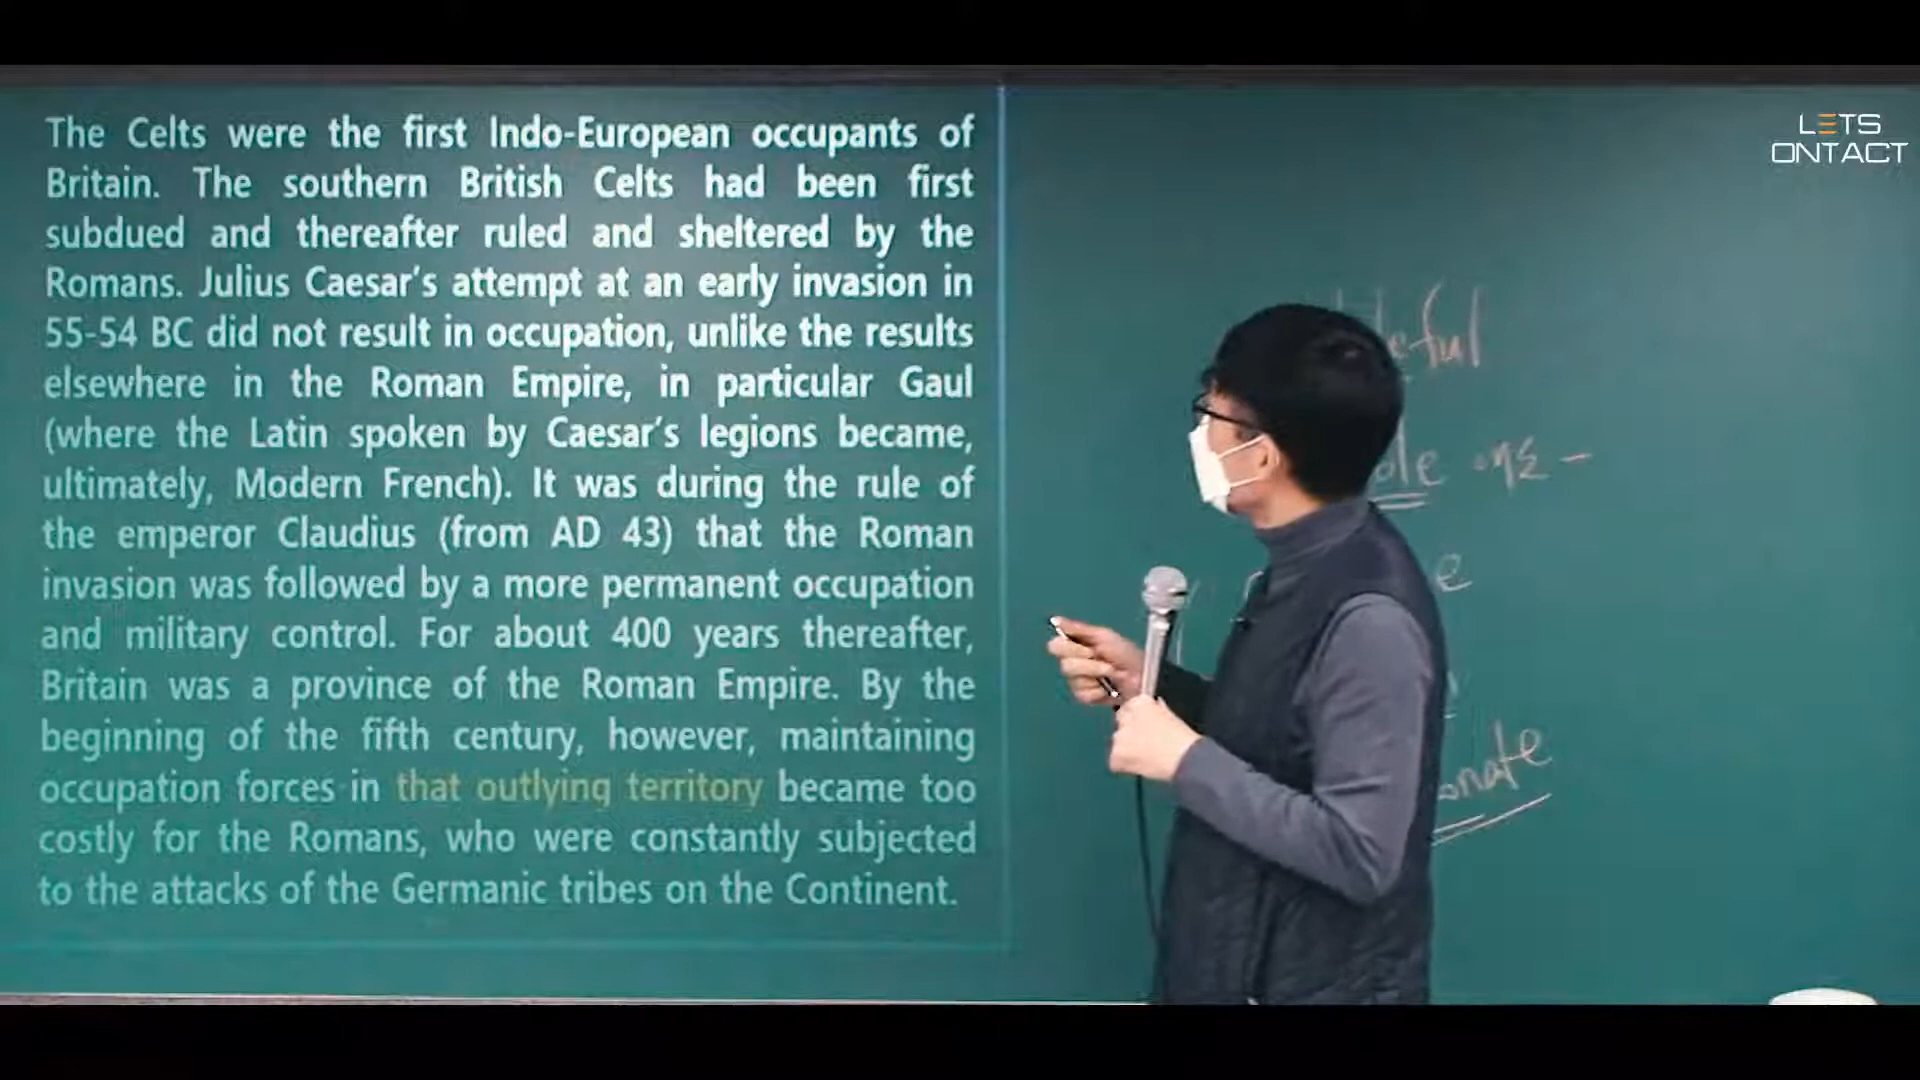 The Celts were the first Indo-European occupants of
Britain. The southern British Celts had been first
subdued and thereafter ruled and sheltered by the
Romans. Julius Caesar's attempt at an early invasion in
55-54 BC did not result in occupation, unlike the results
elsewhere in the Roman Empire, in particular Gaul
(where the Latin spoken by Caesar's legions became,
ultimately, Modern French). It was during the rule of
the emperor Claudius (from AD 43) that the Roman
invasion was followed by a more permanent occupation
and military control. For about 400 years thereafter,
Britain was a province of the Roman Empire. By the
beginning of the fifth century, however, maintaining
occupation forces in that outlying territory became too
costly for the Romans, who were constantly subjected
to the attacks of the Germanic tribes on the Continent.
LETS
ONTACT